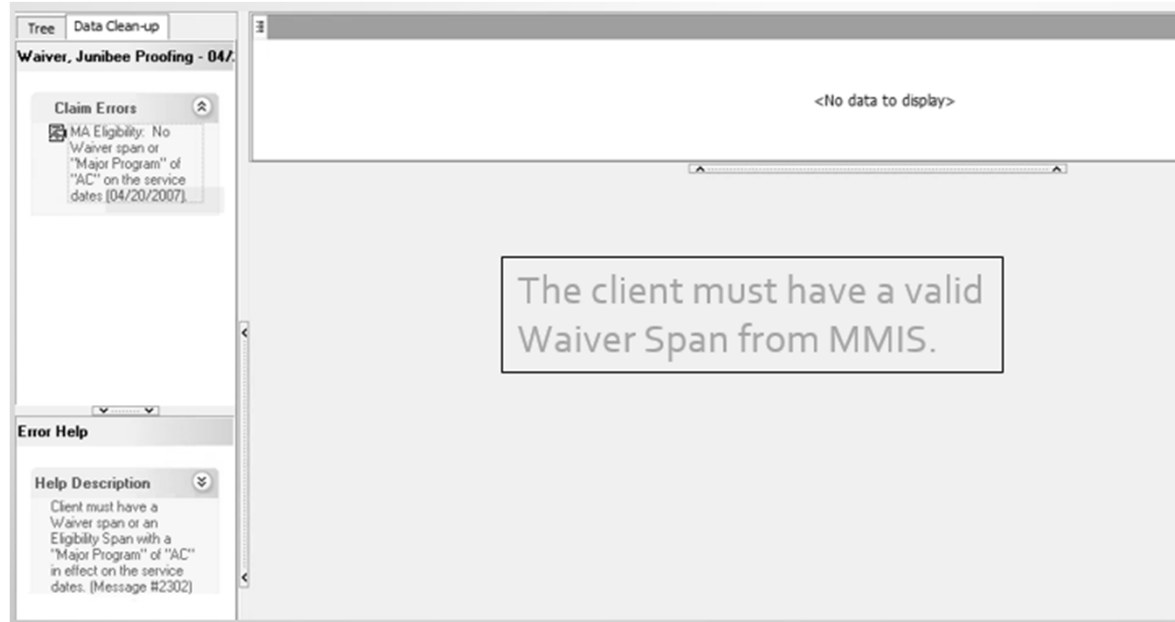 Tree Data Clean-up
Waiver, Junibee Proofing - 04/
Claim Errors
MA Eligibility: No
Waiver span or
"Major Program" of
"AC" on the service
dates (04/20/2007).
Error Help
Help Description
Client must have a
Waiver span or an
Eligibility Span with a
"Major Program" of "AC"
in effect on the service
dates. (Message #2302)
<No data to display>
The client must have a valid
Waiver Span from MMIS.